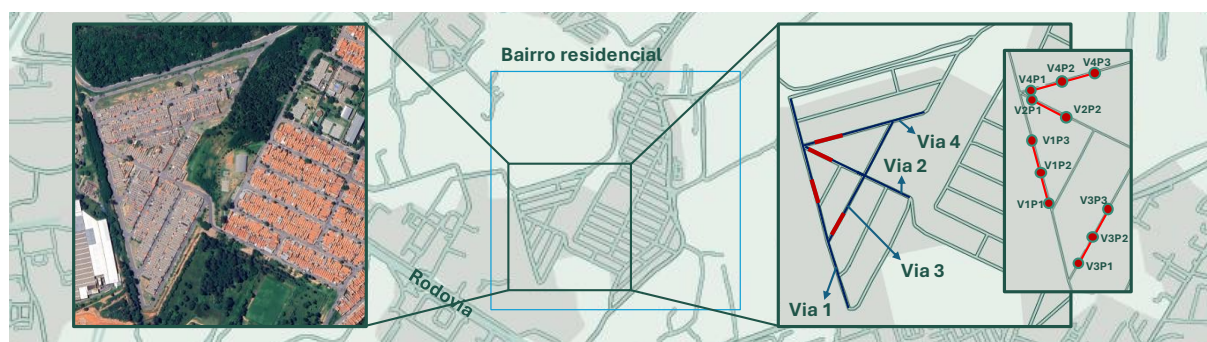 Bairro residencial
Rodovia
Via 4
Via 2
Via 3
Via 1
V4P3
V4P2
V4P1
V2P1
V2P2
V1P3
V1P2
V1P1
V3P3
V3P2
V3P1